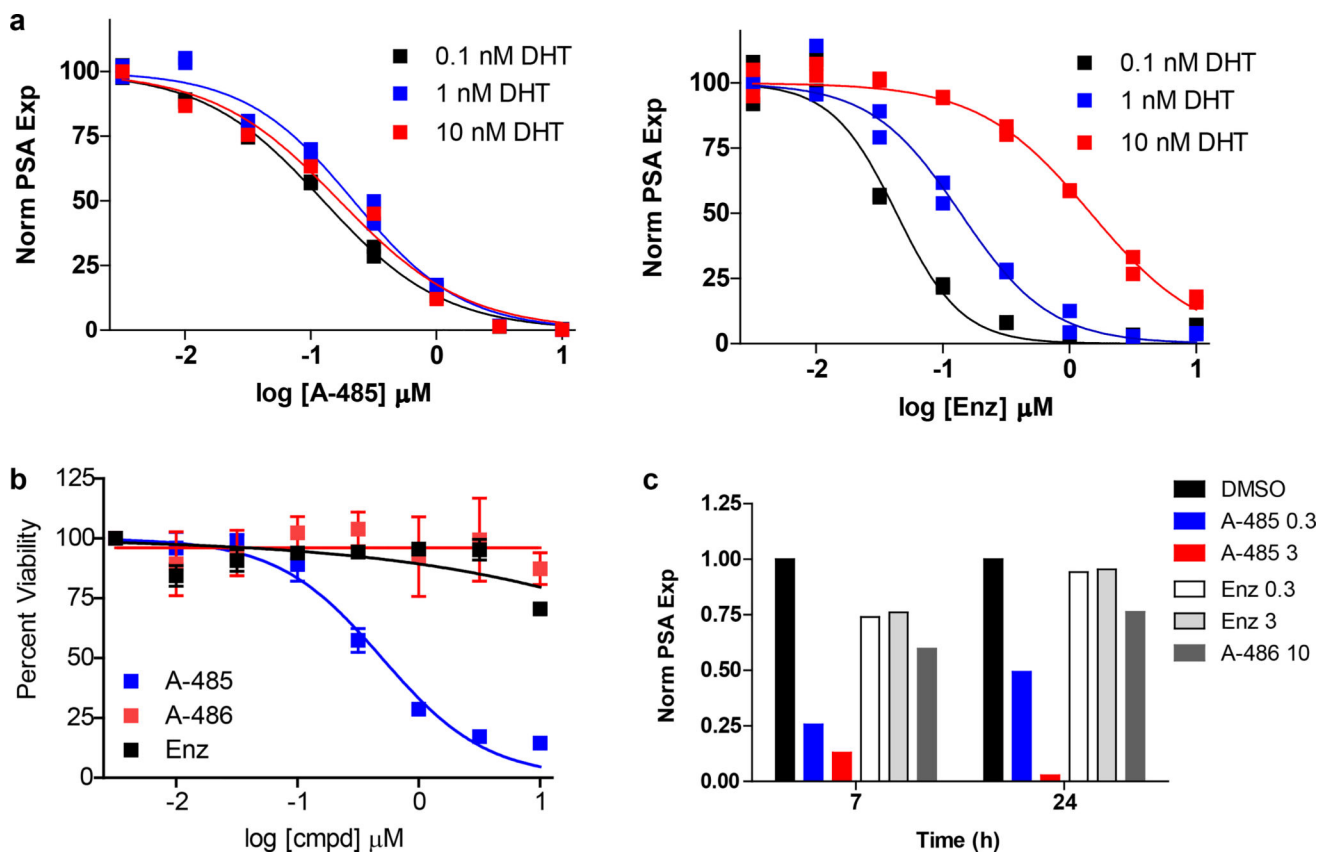 a
Norm PSA Exp
100
75
50
25
0
-2
-1
0
1
log [A-485] μM
0.1 nM DHT
1 nM DHT
10 nM DHT
Norm PSA Exp
100
75
50
25
0
-2
-1
0
1
log [Enz] μM
0.1 nM DHT
1 nM DHT
10 nM DHT
b
Percent Viability
125
100
75
50
25
0
-2
-1
0
1
log [cmpd] μM
A-485
A-486
Enz
c
Norm PSA Exp
1.25
1.00
0.75
0.50
0.25
0.00
7
24
Time (h)
DMSO
A-485 0.3
A-485 3
Enz 0.3
Enz 3
A-486 10